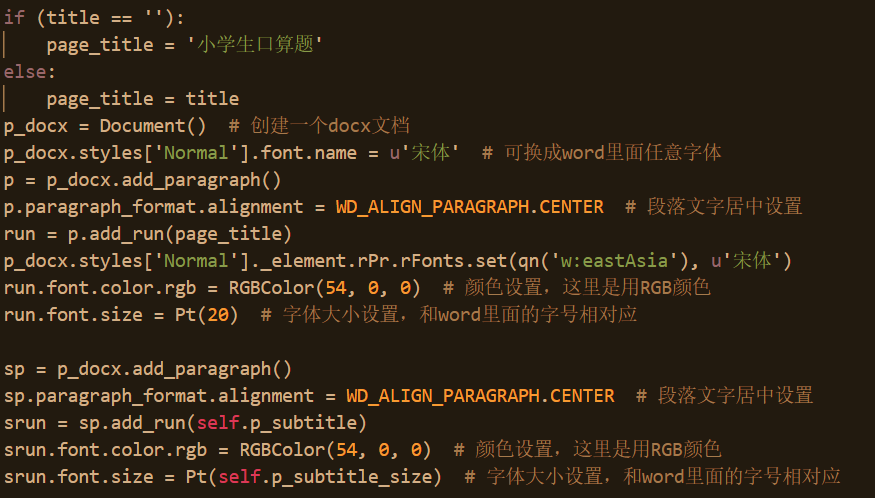 if (title == ''):
    page_title = '小学生口算题'
else:
    page_title = title
p_docx = Document()  # 创建一个docx文档
p_docx.styles['Normal'].font.name = u'宋体'  # 可换成word里面任意字体
p = p_docx.add_paragraph()
p.paragraph_format.alignment = WD_ALIGN_PARAGRAPH.CENTER  # 段落文字居中设置
run = p.add_run(page_title)
p_docx.styles['Normal']._element.rPr.rFonts.set(qn('w:eastAsia'), u'宋体')
run.font.color.rgb = RGBColor(54, 0, 0)  # 颜色设置，这里是用RGB颜色
run.font.size = Pt(20)  # 字体大小设置，和word里面的字号相对应

sp = p_docx.add_paragraph()
sp.paragraph_format.alignment = WD_ALIGN_PARAGRAPH.CENTER  # 段落文字居中设置
srun = sp.add_run(self.p_subtitle)
srun.font.color.rgb = RGBColor(54, 0, 0)  # 颜色设置，这里是用RGB颜色
srun.font.size = Pt(self.p_subtitle_size)  # 字体大小设置，和word里面的字号相对应